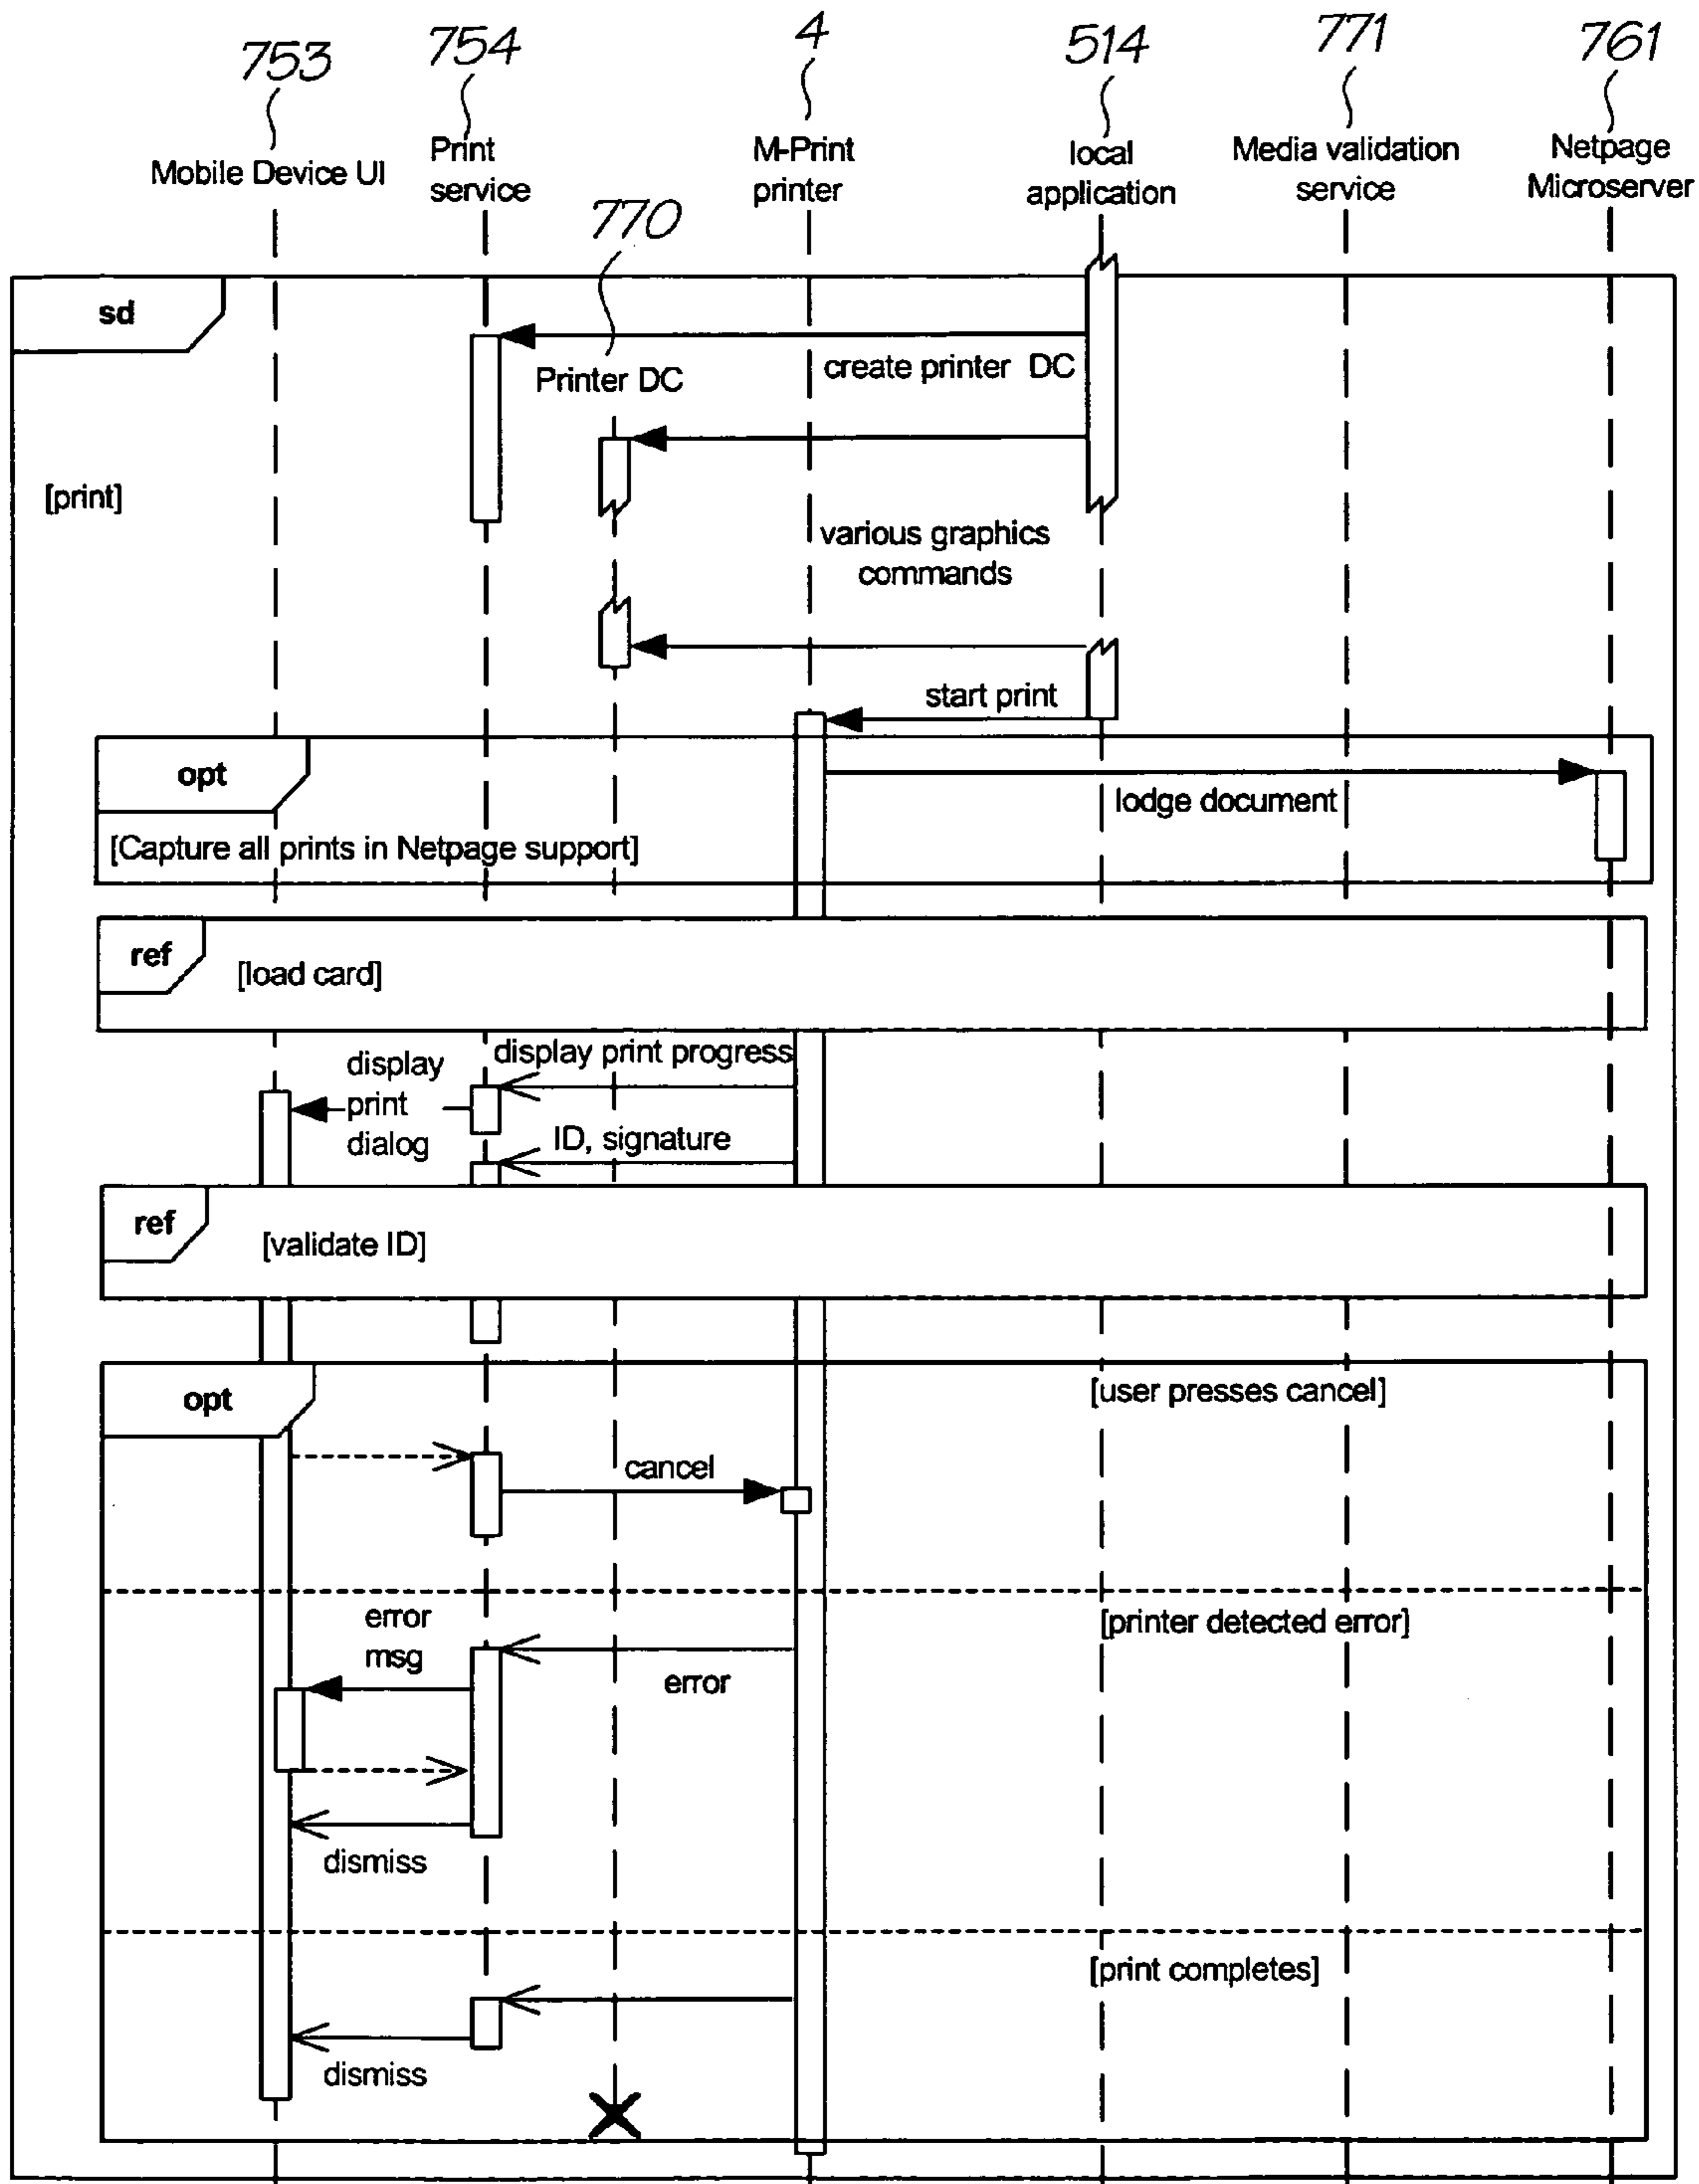 753
754
4
514
771
761
Mobile Device UI
Print
service
M-Print
printer
local
application
Media validation
service
Netpage
Microserver
770
sd
Printer DC
create printer DC
[print]
various graphics
commands
start print
opt
lodge document
[Capture all prints in Netpage support]
ref
[load card]
display print progress
display
print
dialog
ID, signature
ref
[validate ID]
opt
[user presses cancel]
cancel
error
msg
[printer detected error]
error
dismiss
[print completes]
dismiss